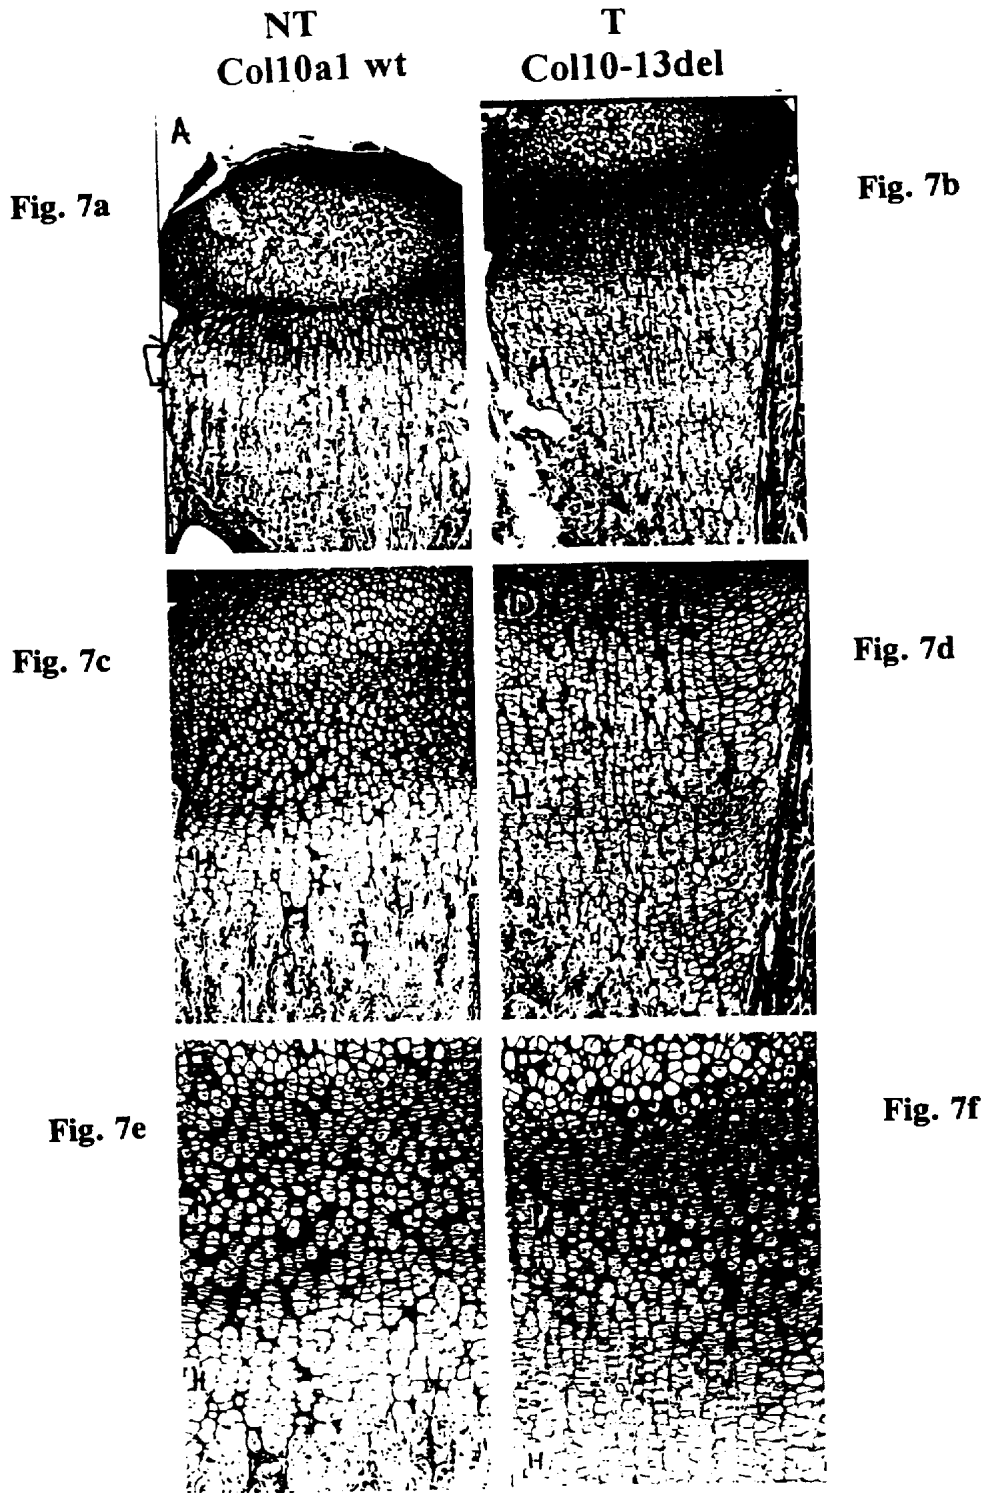 NT
Col10a1 wt
T
Col10-13del
A
Fig. 7a
Fig. 7b
Fig. 7c
D
Fig. 7d
H
H
Fig. 7e
Fig. 7f
H
H